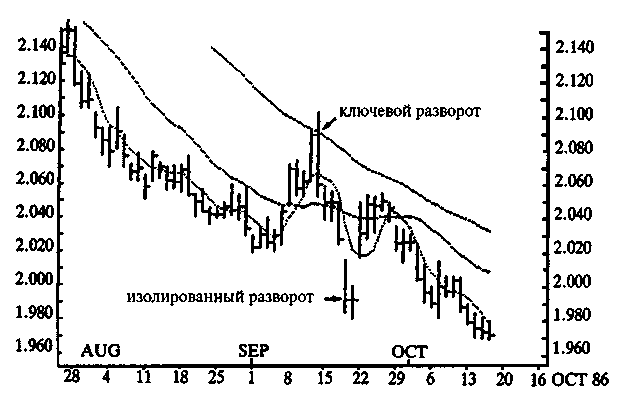 2.140 2.140
2.120 2.120
2.100 2.100
ключевой разворот
2.080 2.080
2.060 2.060
2.040 2.040
2.020 2.020
2.000 2.000
изолированный разворот
1.980 1.980
1.960 1.960
AUG SEP OCT
28 4 11 18 25 1 8 15 22 29 6 13 20 16 OCT 86